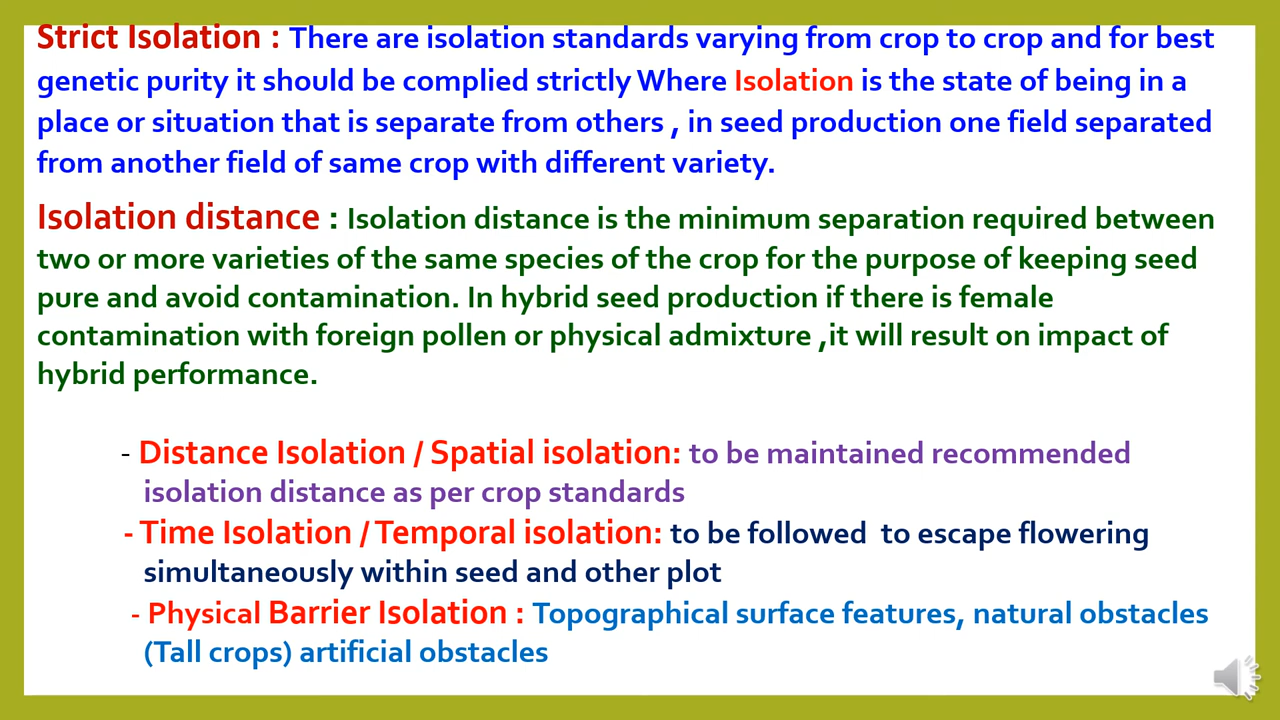 Strict Isolation : There are isolation standards varying from crop to crop and for best
genetic purity it should be complied strictly Where Isolation is the state of being in a
place or situation that is separate from others , in seed production one field separated
from another field of same crop with different variety.
Isolation distance : Isolation distance is the minimum separation required between
two or more varieties of the same species of the crop for the purpose of keeping seed
pure and avoid contamination. In hybrid seed production if there is female
contamination with foreign pollen or physical admixture ,it will result on impact of
hybrid performance.
- Distance Isolation / Spatial isolation: to be maintained recommended
isolation distance as per crop standards
- Time Isolation / Temporal isolation: to be followed  to escape flowering
simultaneously within seed and other plot
- Physical Barrier Isolation : Topographical surface features, natural obstacles
(Tall crops) artificial obstacles